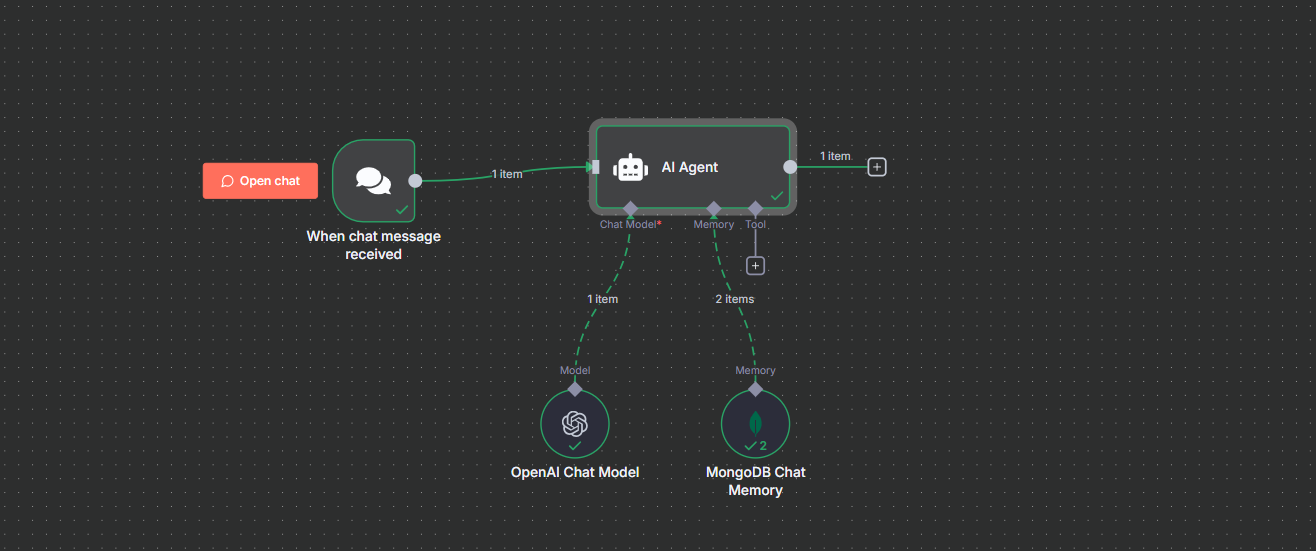 Open chat
When chat message
received
1 item
AI Agent
1 item
Chat Model*
Memory
Tool
1 item
2 items
Model
Memory
2
OpenAI Chat Model
MongoDB Chat
Memory